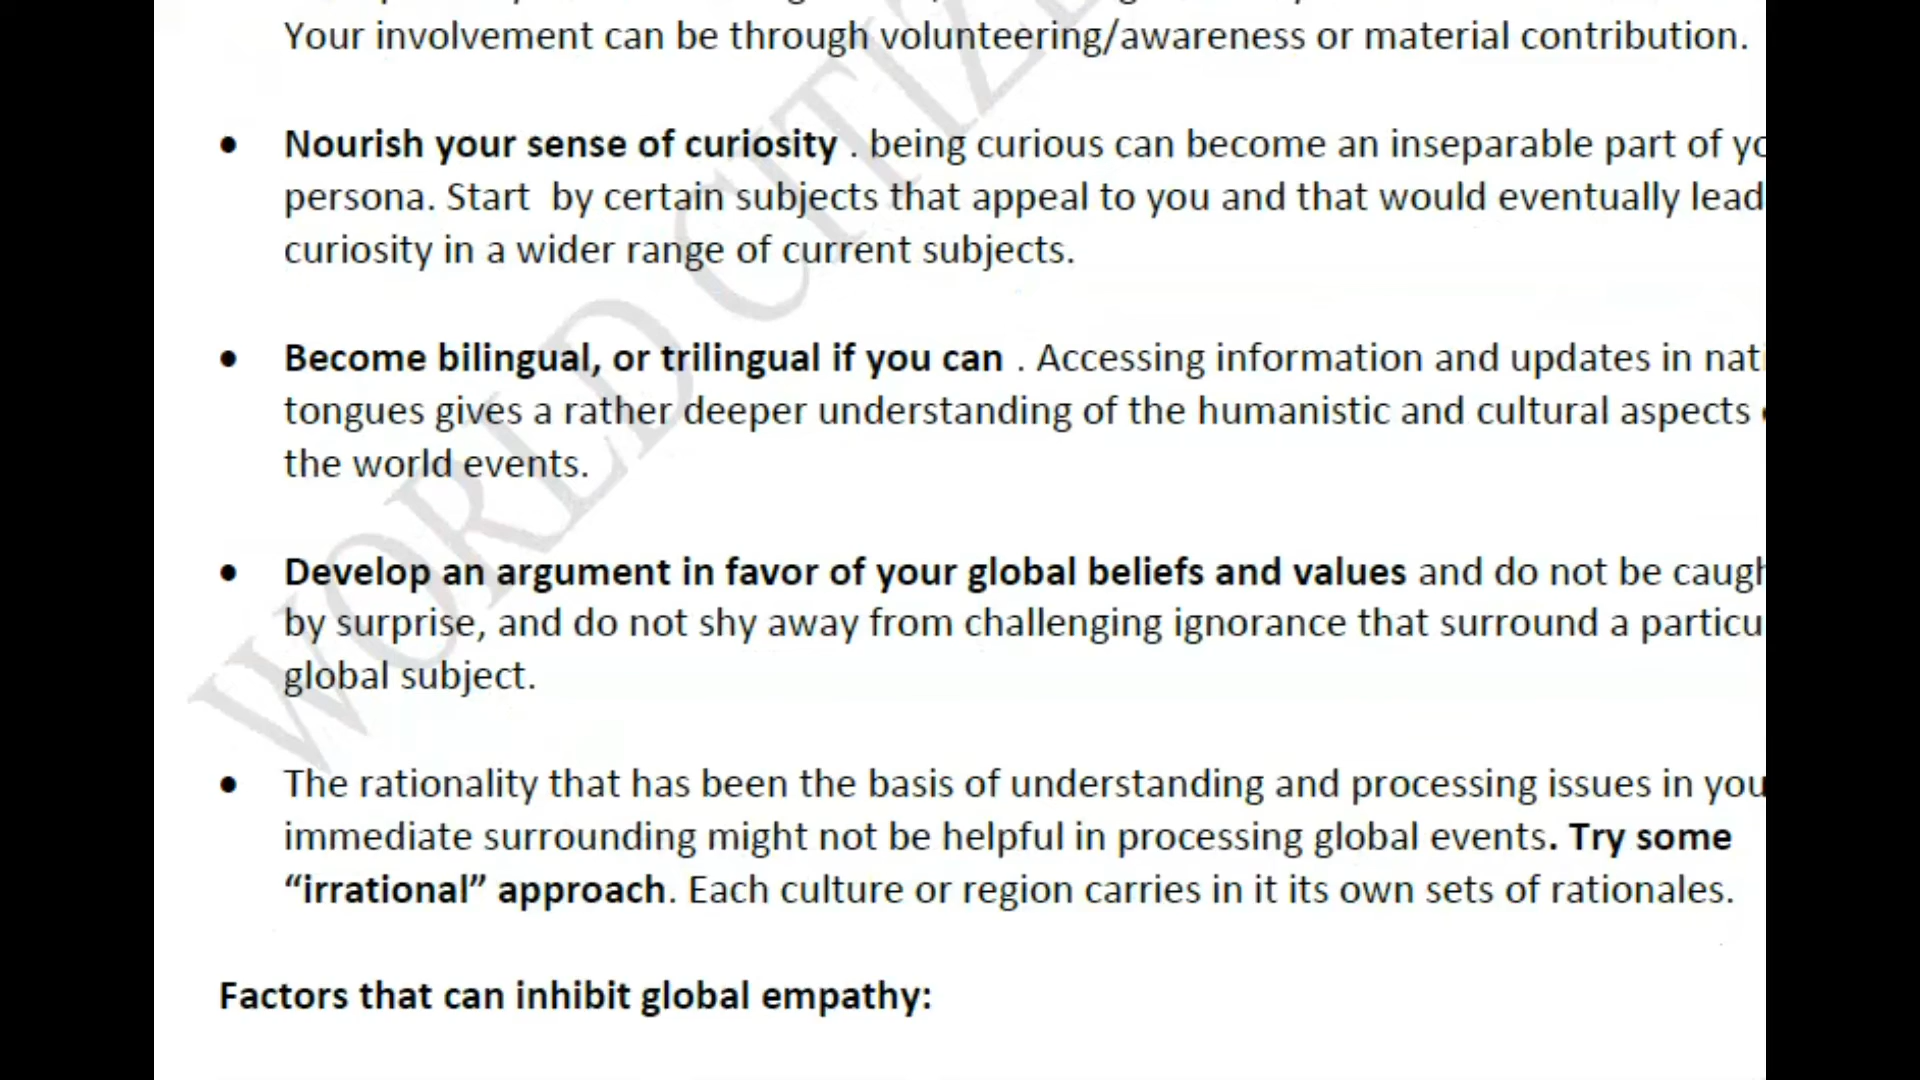 Your involvement can be through volunteering/awareness or material contribution.
• Nourish your sense of curiosity . being curious can become an inseparable part of
persona. Start  by certain subjects that appeal to you and that would eventually lead
curiosity in a wider range of current subjects.
• Become bilingual, or trilingual if you can . Accessing information and updates in
tongues gives a rather deeper understanding of the humanistic and cultural aspects
the world events.
• Develop an argument in favor of your global beliefs and values and do not be
by surprise, and do not shy away from challenging ignorance that surround a
global subject.
• The rationality that has been the basis of understanding and processing issues in
immediate surrounding might not be helpful in processing global events. Try some
“irrational” approach. Each culture or region carries in it its own sets of rationales.
Factors that can inhibit global empathy:
WORLD